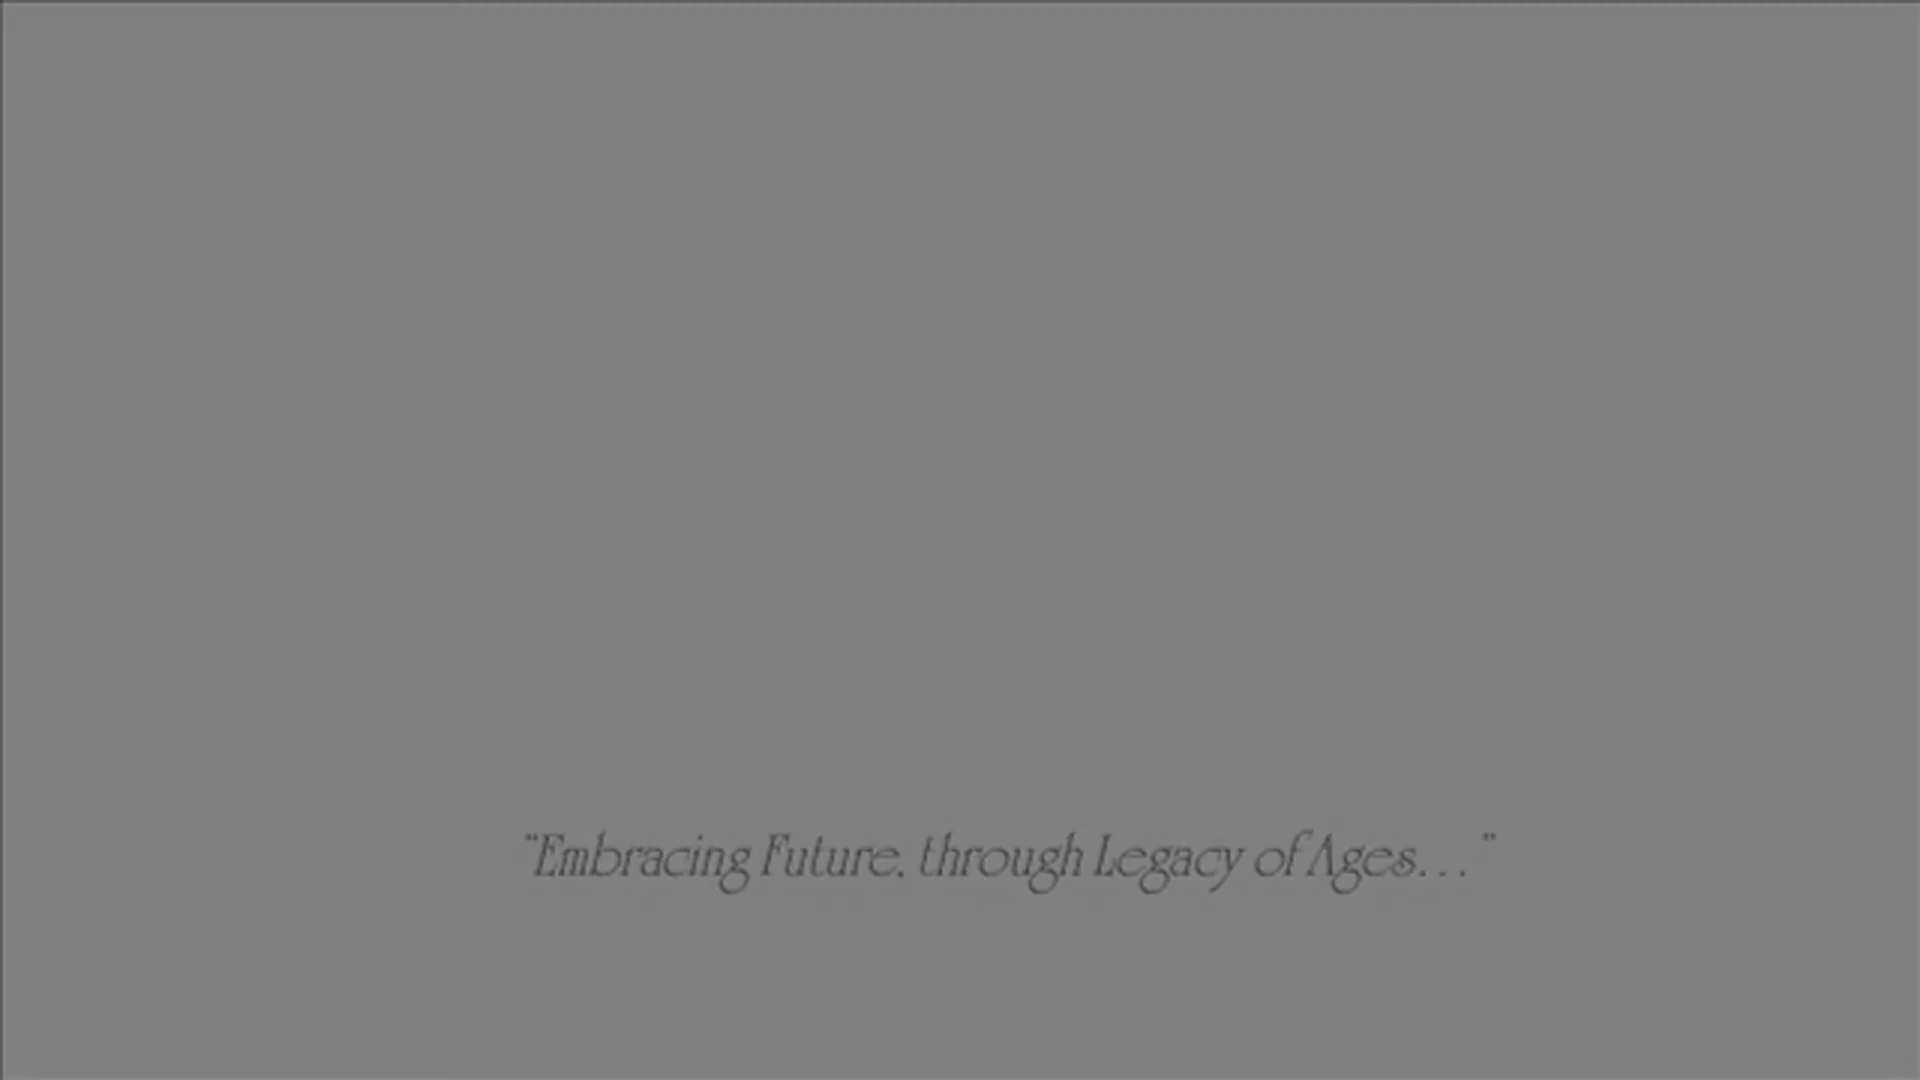 "Embracing Future, through Legacy of Ages..."